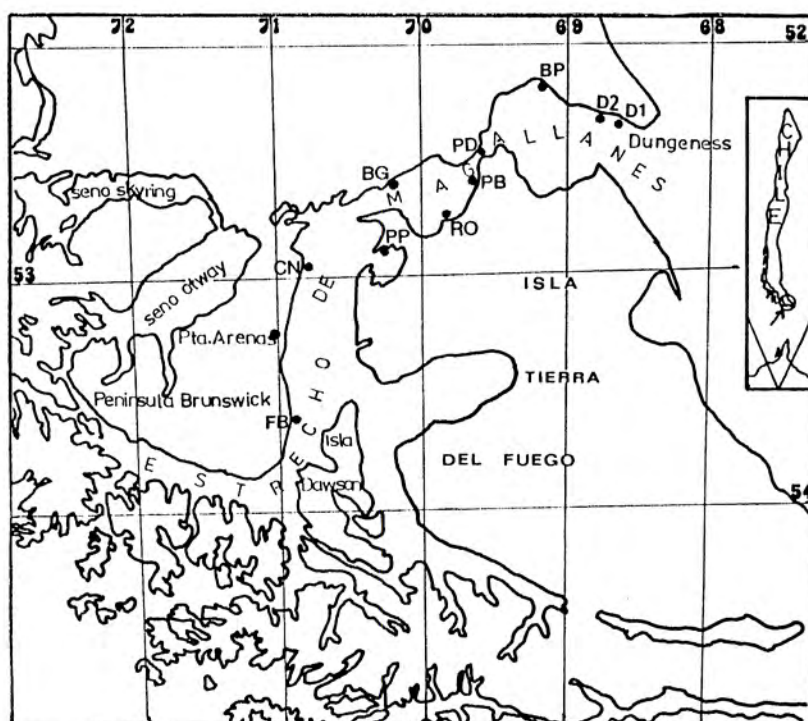 72 71 70 69 68 52
BP
D2 D1
Dungeness
PD
BG
PB
RO
PP
CN
MAGALLANES
seno skyring
CHILE
53
seno otway
ISLA
Pta. Arenas
TIERRA
Peninsula Brunswick
FB
Isla
Dawson
DEL FUEGO
ESTRECHO DE
54